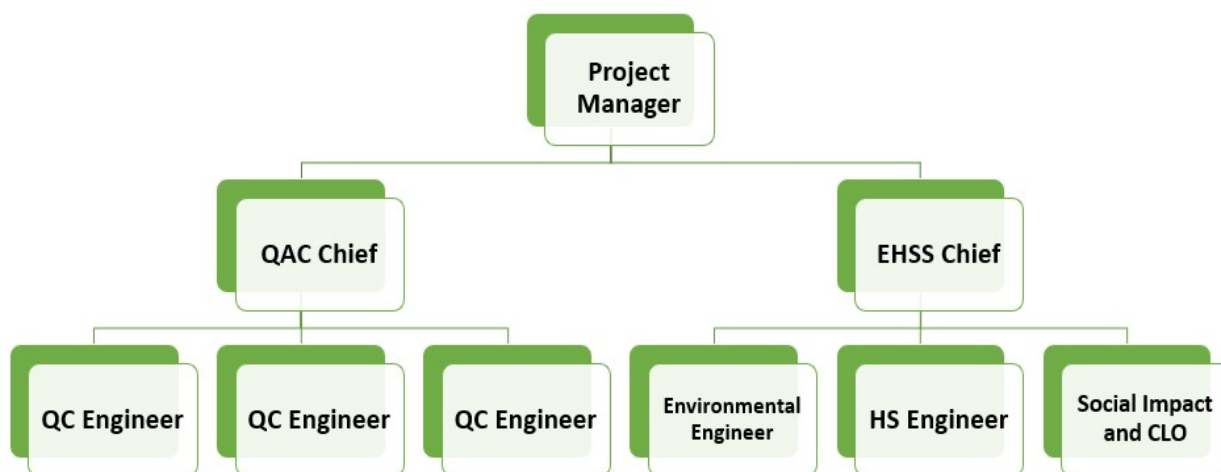 Project
Manager
QAC Chief
EHSS Chief
QC Engineer
QC Engineer
QC Engineer
Environmental
Engineer
HS Engineer
Social Impact
and CLO